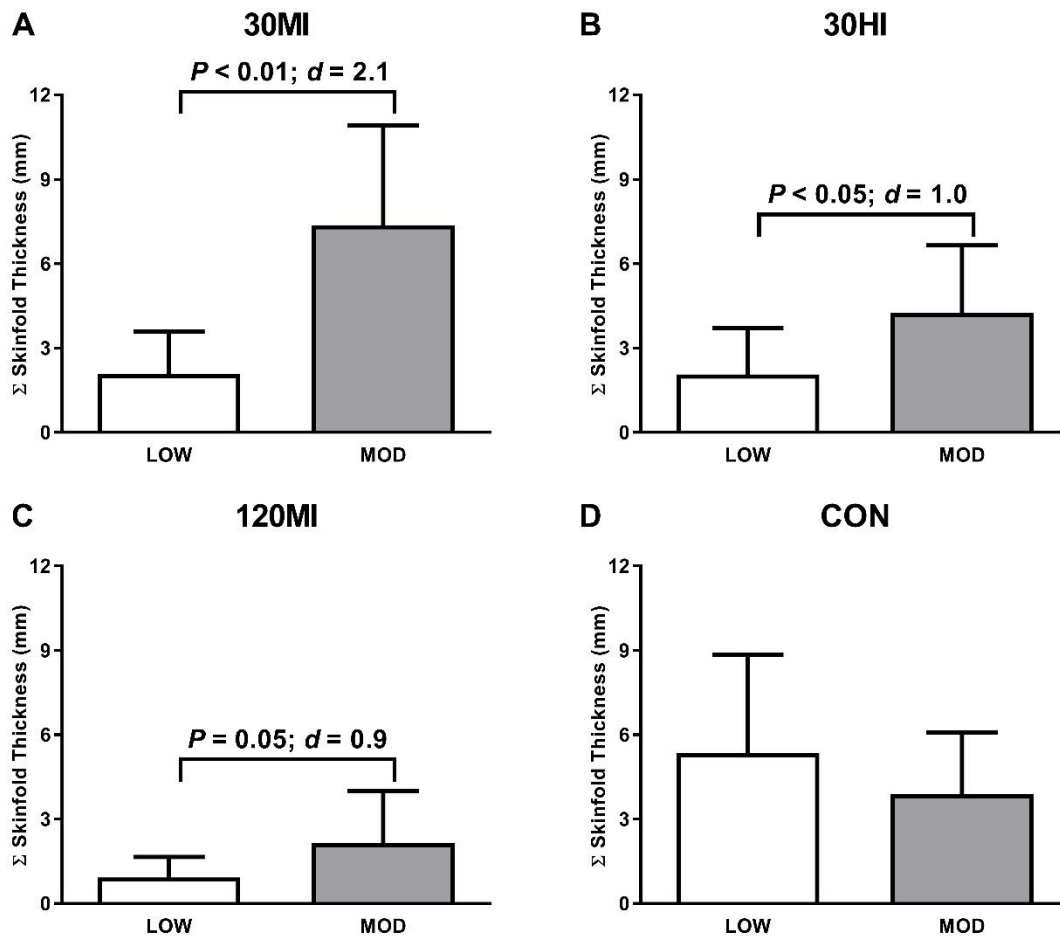 A
30MI
P < 0.01; d = 2.1
Σ Skinfold Thickness (mm)
12
9
6
3
0
LOW
MOD
B
30HI
P < 0.05; d = 1.0
Σ Skinfold Thickness (mm)
12
9
6
3
0
LOW
MOD
C
120MI
P = 0.05; d = 0.9
Σ Skinfold Thickness (mm)
12
9
6
3
0
LOW
MOD
D
CON
Σ Skinfold Thickness (mm)
12
9
6
3
0
LOW
MOD